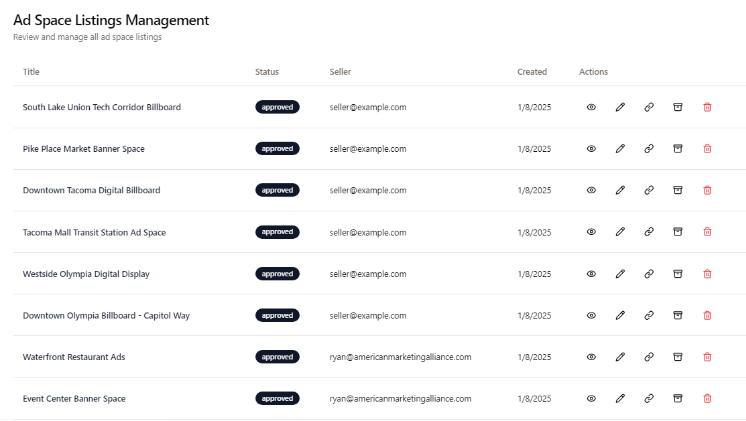 Ad Space Listings Management
Review and manage all ad space listings
Title Status Seller Created Actions
South Lake Union Tech Corridor Billboard approved seller@example.com 1/8/2025
Pike Place Market Banner Space approved seller@example.com 1/8/2025
Downtown Tacoma Digital Billboard approved seller@example.com 1/8/2025
Tacoma Mall Transit Station Ad Space approved seller@example.com 1/8/2025
Westside Olympia Digital Display approved seller@example.com 1/8/2025
Downtown Olympia Billboard - Capitol Way approved seller@example.com 1/8/2025
Waterfront Restaurant Ads approved ryan@americanmarketingalliance.com 1/8/2025
Event Center Banner Space approved ryan@americanmarketingalliance.com 1/8/2025